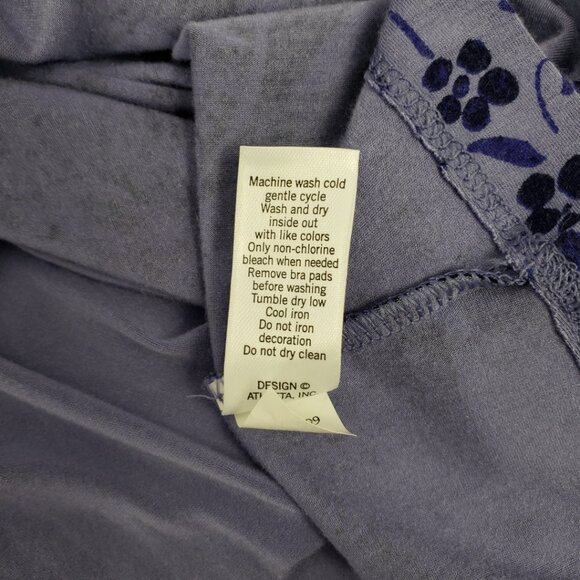 Machine wash cold
gentle cycle
Wash and dry
inside out
with like colors
Only non-chlorine
bleach when needed
Remove bra pads
before washing
Tumble dry low
Cool iron
Do not iron
decoration
Do not dry clean
DESIGN ©
INC.